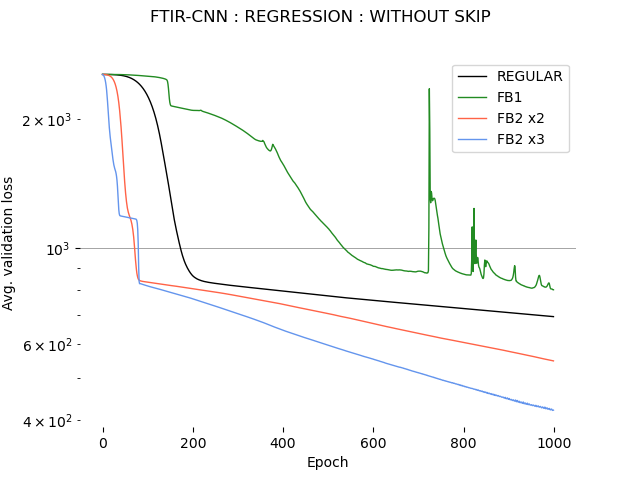 FTIR-CNN : REGRESSION : WITHOUT SKIP
REGULAR
FB1
FB2 x2
FB2 x3
Avg. validation loss
2 × 10³
10³
6 × 10²
4 × 10²
0 200 400 600 800 1000
Epoch